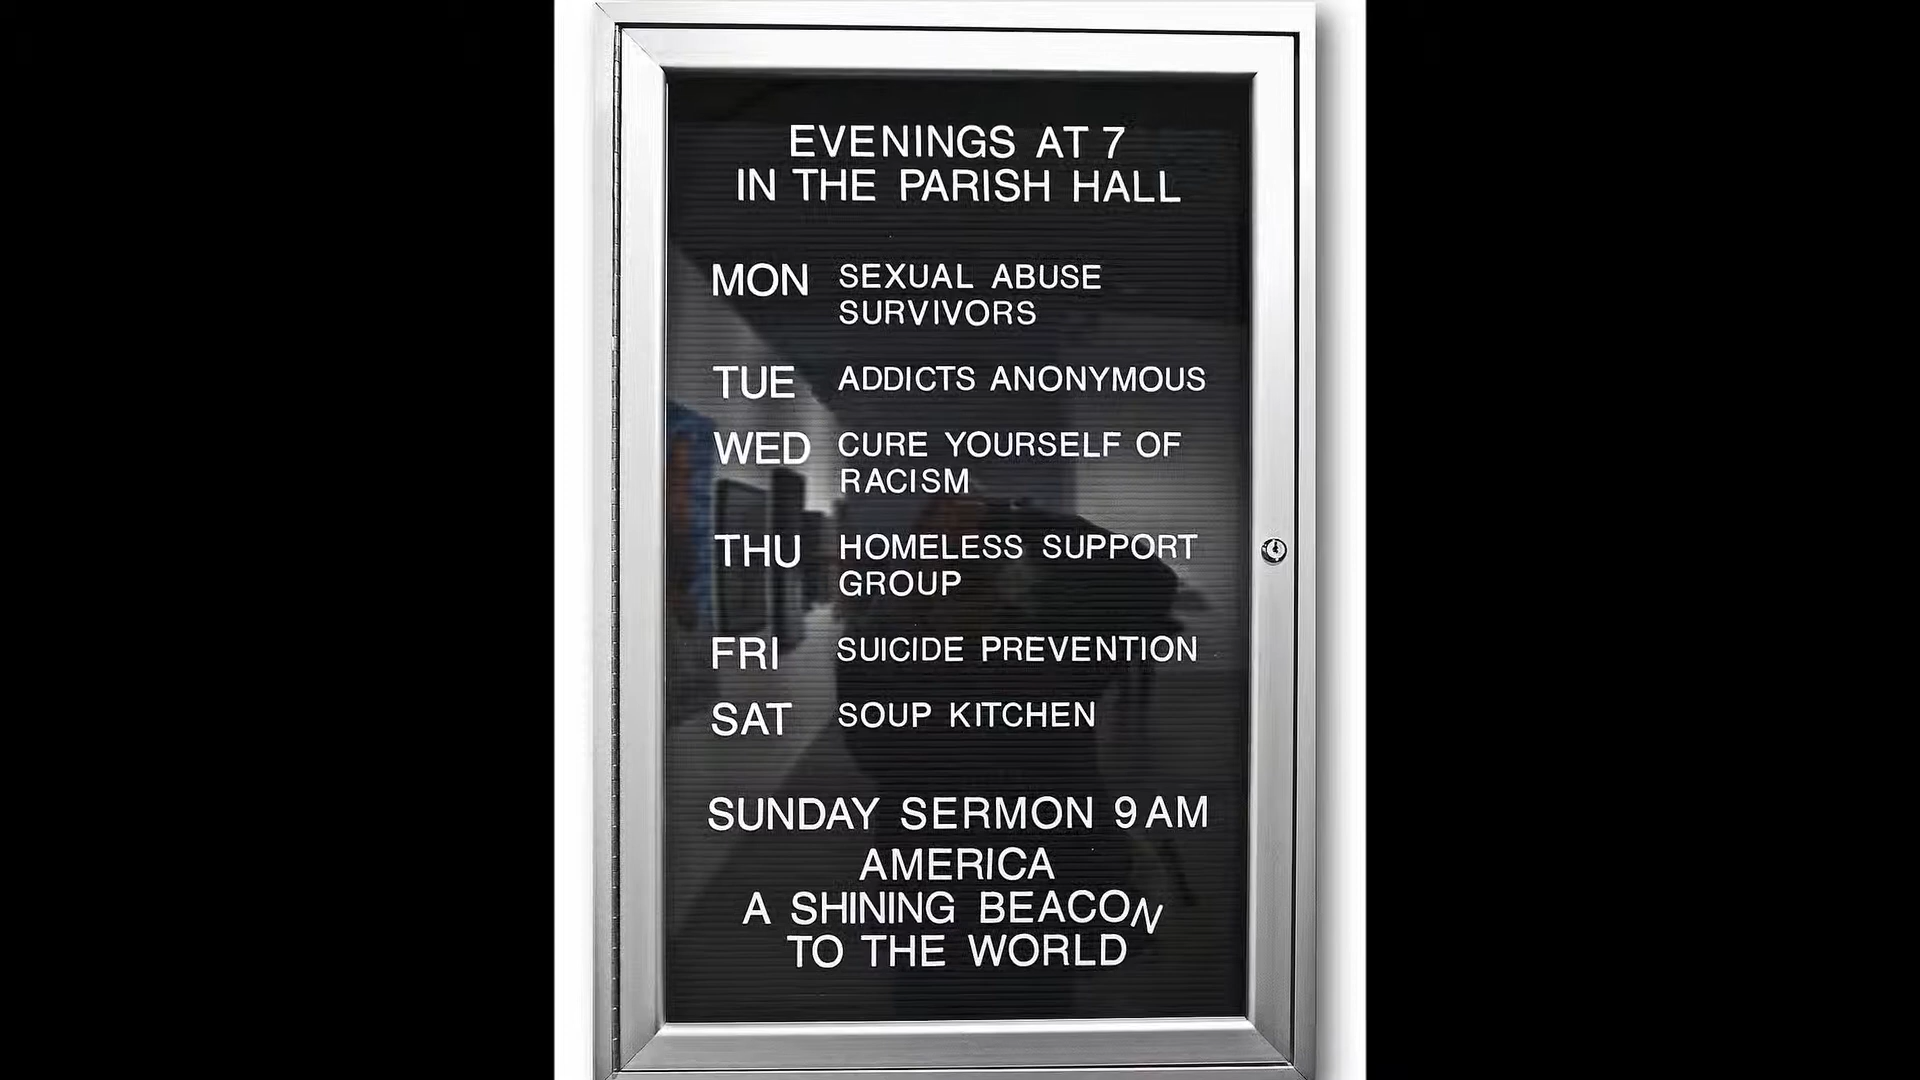 EVENINGS AT 7
IN THE PARISH HALL
MON SEXUAL ABUSE
SURVIVORS
TUE ADDICTS ANONYMOUS
WED CURE YOURSELF OF
RACISM
THU HOMELESS SUPPORT
GROUP
FRI SUICIDE PREVENTION
SAT SOUP KITCHEN
SUNDAY SERMON 9 AM
AMERICA
A SHINING BEACON
TO THE WORLD